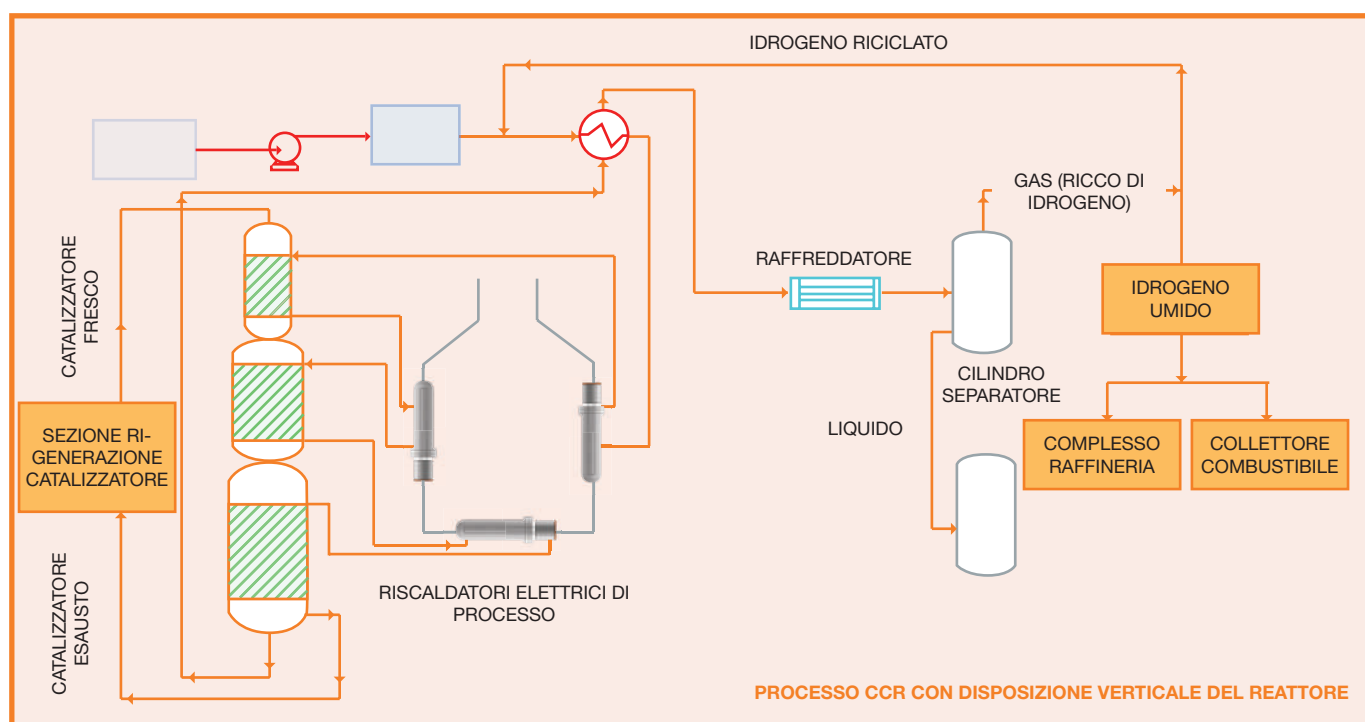 IDROGENO RICICLATO
GAS (RICCO DI
IDROGENO)
CATALIZZATORE
FRESCO
RAFFREDDATORE
IDROGENO
UMIDO
CILINDRO
SEPARATORE
SEZIONE RI-
GENERAZIONE
CATALIZZATORE
LIQUIDO
COMPLESSO
RAFFINERIA
COLLETTORE
COMBUSTIBILE
CATALIZZATORE
ESAUSTO
RISCALDATORI ELETTRICI DI
PROCESSO
PROCESSO CCR CON DISPOSIZIONE VERTICALE DEL REATTORE